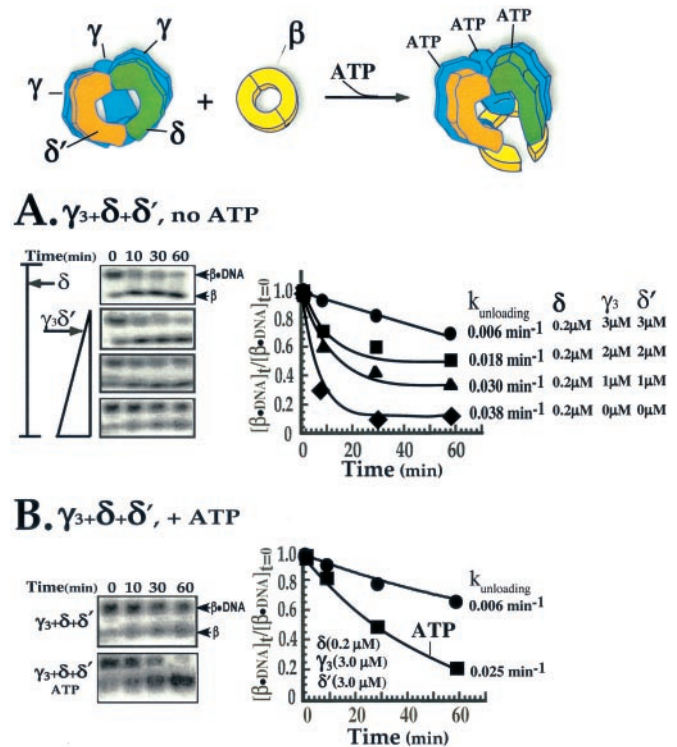 γ γ
γ
δ'
δ
+
β
ATP
ATP ATP ATP
A. γ3+δ+δ', no ATP
Time(min) 0 10 30 60
δ
γ3δ'
β•DNA
β
[β•DNA]t/[β•DNA]t=0
1.0
0.8
0.6
0.4
0.2
0
0 20 40 60
Time (min)
kunloading δ γ3 δ'
0.006 min-1 0.2µM 3µM 3µM
0.018 min-1 0.2µM 2µM 2µM
0.030 min-1 0.2µM 1µM 1µM
0.038 min-1 0.2µM 0µM 0µM
B. γ3+δ+δ', + ATP
Time(min) 0 10 30 60
γ3+δ+δ'
β•DNA
β
γ3+δ+δ'
ATP
[β•DNA]t/[β•DNA]t=0
1.0
0.8
0.6
0.4
0.2
0 20 40 60
Time (min)
δ(0.2 µM)
γ3(3.0 µM)
δ'(3.0 µM)
ATP
kunloading
0.006 min-1
0.025 min-1